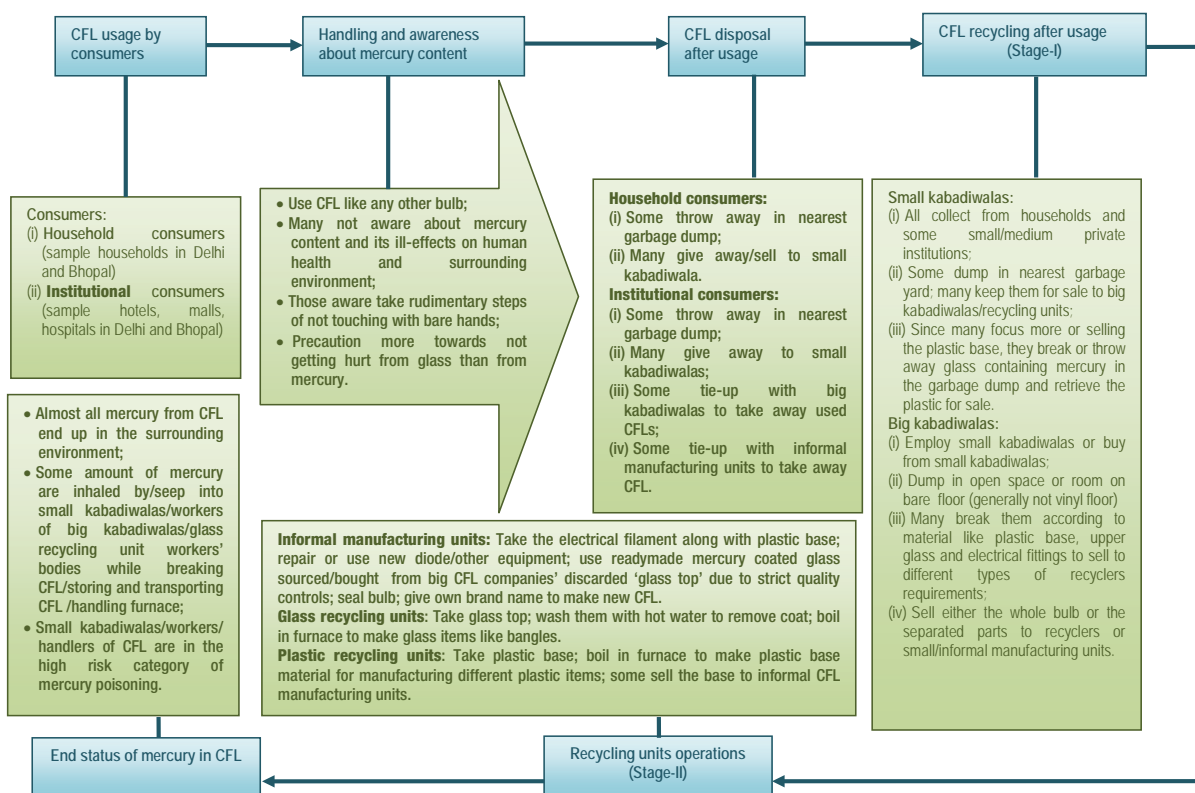 CFL usage by
consumers
Handling and awareness
about mercury content
CFL disposal
after usage
CFL recycling after usage
(Stage-I)
Consumers:
(i) Household consumers
(sample households in Delhi
and Bhopal)
(ii) Institutional consumers
(sample hotels, malls,
hospitals in Delhi and Bhopal)
• Use CFL like any other bulb;
• Many not aware about mercury
content and its ill-effects on human
health and surrounding
environment;
• Those aware take rudimentary steps
of not touching with bare hands;
• Precaution more towards not
getting hurt from glass than from
mercury.
Household consumers:
(i) Some throw away in nearest
garbage dump;
(ii) Many give away/sell to small
kabadiwala.
Institutional consumers:
(i) Some throw away in nearest
garbage dump;
(ii) Many give away to small
kabadiwalas;
(iii) Some tie-up with big
kabadiwalas to take away used
CFLs;
(iv) Some tie-up with informal
manufacturing units to take away
CFL.
Small kabadiwalas:
(i) All collect from households and
some small/medium private
institutions;
(ii) Some dump in nearest garbage
yard; many keep them for sale to big
kabadiwalas/recycling units;
(iii) Since many focus more or selling
the plastic base, they break or throw
away glass containing mercury in
the garbage dump and retrieve the
plastic for sale.
Big kabadiwalas:
(i) Employ small kabadiwalas or buy
from small kabadiwalas;
(ii) Dump in open space or room on
bare floor (generally not vinyl floor)
(iii) Many break them according to
material like plastic base, upper
glass and electrical fittings to sell to
different types of recyclers
requirements;
(iv) Sell either the whole bulb or the
separated parts to recyclers or
small/informal manufacturing units.
• Almost all mercury from CFL
end up in the surrounding
environment;
• Some amount of mercury
are inhaled by/seep into
small kabadiwalas/workers
of big kabadiwalas/glass
recycling unit workers'
bodies while breaking
CFL/storing and transporting
CFL /handling furnace;
• Small kabadiwalas/workers/
handlers of CFL are in the
high risk category of
mercury poisoning.
Informal manufacturing units: Take the electrical filament along with plastic base;
repair or use new diode/other equipment; use readymade mercury coated glass
sourced/bought from big CFL companies' discarded 'glass top' due to strict quality
controls; seal bulb; give own brand name to make new CFL.
Glass recycling units: Take glass top; wash them with hot water to remove coat; boil
in furnace to make glass items like bangles.
Plastic recycling units: Take plastic base; boil in furnace to make plastic base
material for manufacturing different plastic items; some sell the base to informal CFL
manufacturing units.
End status of mercury in CFL
Recycling units operations
(Stage-II)